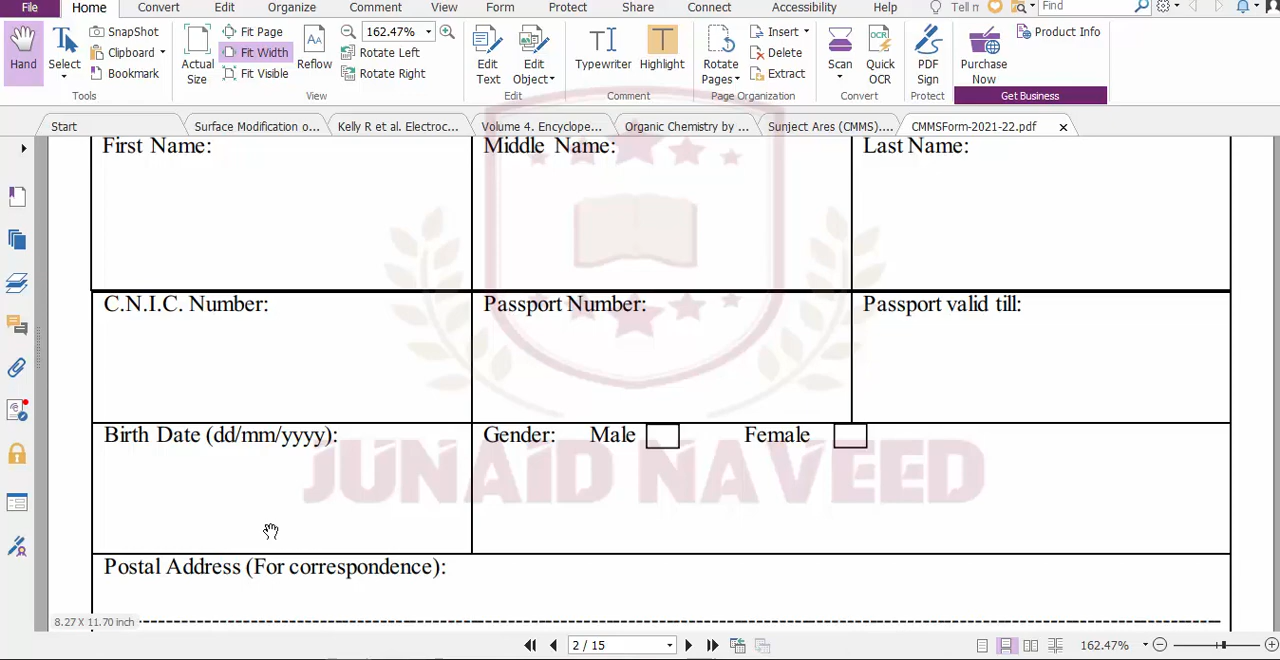 File Home Convert Edit Organize Comment View Form Protect Share Connect Accessibility Help Tell n Find
Hand
Select
SnapShot
Clipboard
Bookmark
Tools
Actual Size
Fit Page
Fit Width
Fit Visible
Reflow
162.47%
Rotate Left
Rotate Right
View
Edit Text
Edit Object
Edit
Typewriter
Highlight
Comment
Rotate Pages
Insert
Delete
Extract
Page Organization
Scan
Quick OCR
Convert
PDF Sign
Protect
Purchase Now
Product Info
Get Business
Start Surface Modification o... Kelly R et al. Electroc... Volume 4. Encyclope... Organic Chemistry by ... Sunject Ares (CMMS).... CMMSForm-2021-22.pdf
First Name: Middle Name: Last Name:
C.N.I.C. Number: Passport Number: Passport valid till:
Birth Date (dd/mm/yyyy): Gender: Male Female
JUNAID NAVEED
Postal Address (For correspondence):
8.27 X 11.70 inch
2 / 15 162.47%